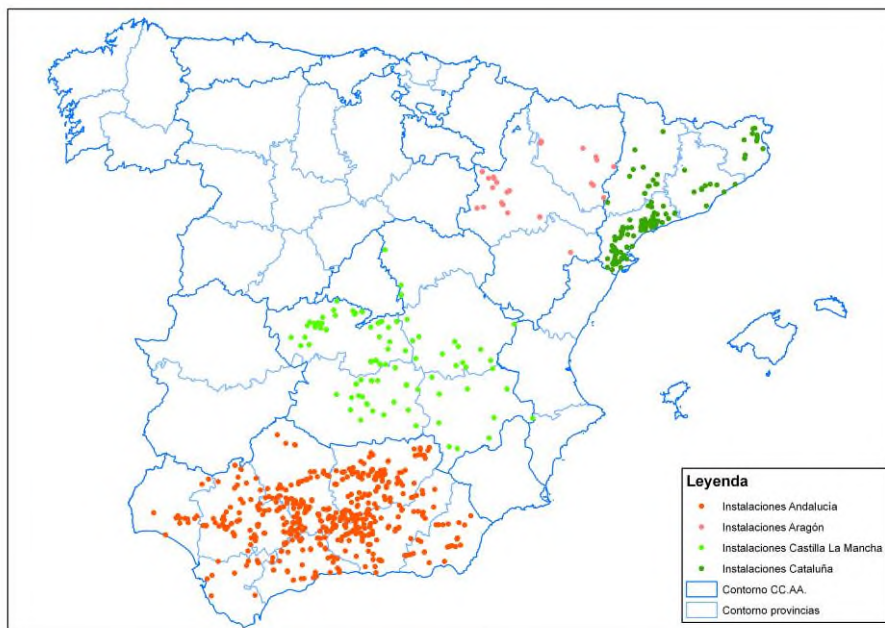 Leyenda
Instalaciones Andalucía
Instalaciones Aragón
Instalaciones Castilla La Mancha
Instalaciones Cataluña
Contorno CC.AA.
Contorno provincias